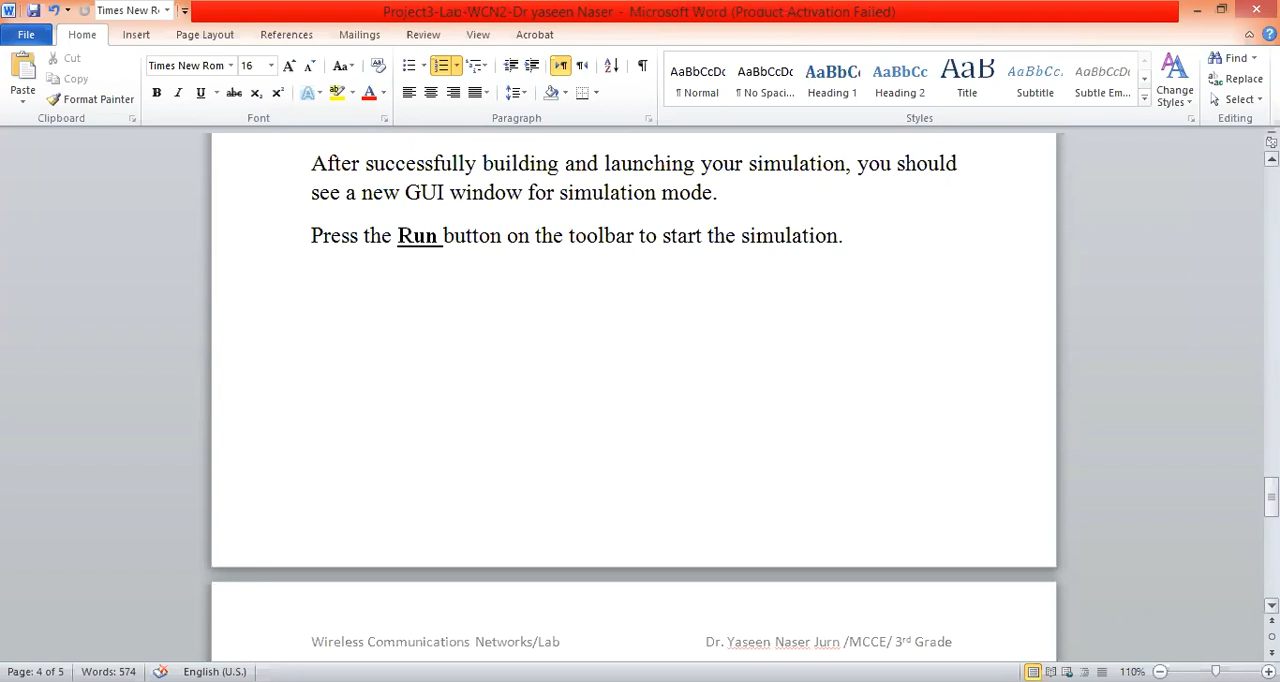 Times New R
Project3-Lab-WCN2-Dr yaseen Naser - Microsoft Word (Product Activation Failed)
File Home Insert Page Layout References Mailings Review View Acrobat
Paste
Cut
Copy
Format Painter
Clipboard
Times New Rom 16
Font
Paragraph
AaBbCcDc AaBbCcDc AaBbC AaBbCc AaB AaBbCc. AaBbCcDc
¶ Normal ¶ No Spaci... Heading 1 Heading 2 Title Subtitle Subtle Em...
Change
Styles
Styles
Find
Replace
Select
Editing
After successfully building and launching your simulation, you should
see a new GUI window for simulation mode.
Press the Run button on the toolbar to start the simulation.
Wireless Communications Networks/Lab Dr. Yaseen Naser Jurn /MCCE/ 3rd Grade
Page: 4 of 5 Words: 574 English (U.S.) 110%